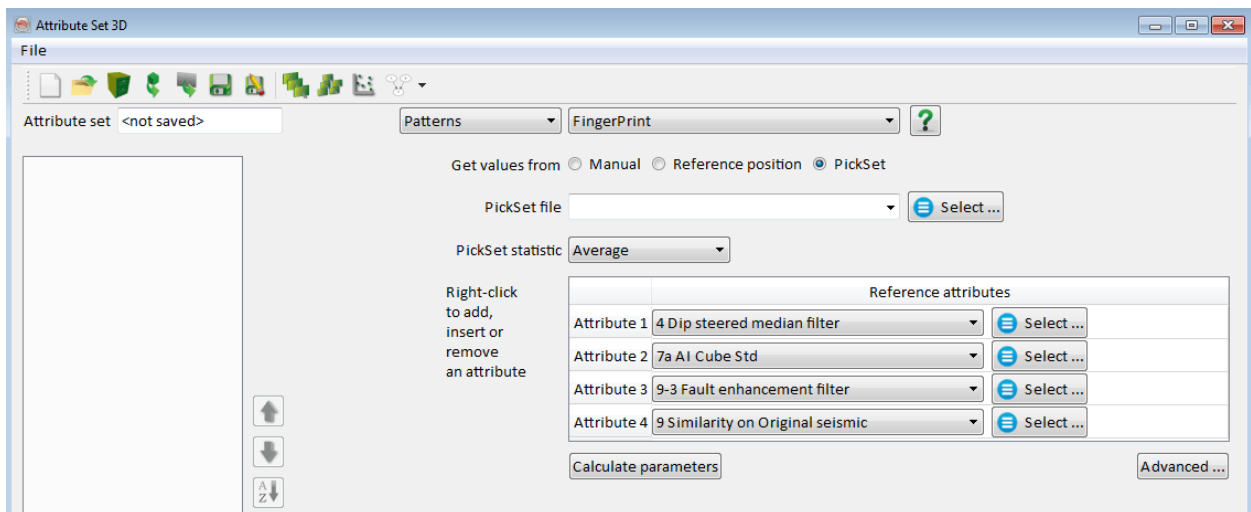 Attribute Set 3D
File
Attribute set <not saved> Patterns FingerPrint ?
Get values from Manual Reference position PickSet
PickSet file Select ...
PickSet statistic Average
Right-click
to add,
insert or
remove
an attribute
Reference attributes
Attribute 1 4 Dip steered median filter Select ...
Attribute 2 7a AI Cube Std Select ...
Attribute 3 9-3 Fault enhancement filter Select ...
Attribute 4 9 Similarity on Original seismic Select ...
Calculate parameters Advanced ...
A
Z